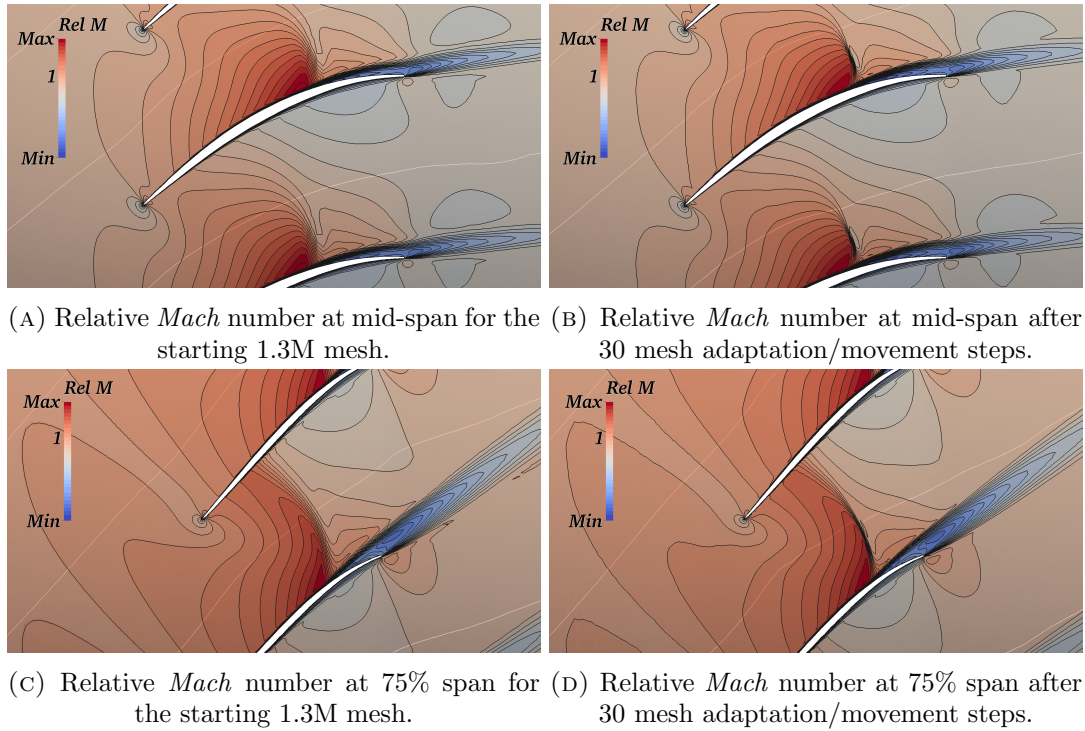 Rel M
Max
1
Min
Rel M
Max
1
Min
(A) Relative Mach number at mid-span for the
starting 1.3M mesh.
(B) Relative Mach number at mid-span after
30 mesh adaptation/movement steps.
Rel M
Max
1
Min
Rel M
Max
1
Min
(C) Relative Mach number at 75% span for
the starting 1.3M mesh.
(D) Relative Mach number at 75% span after
30 mesh adaptation/movement steps.